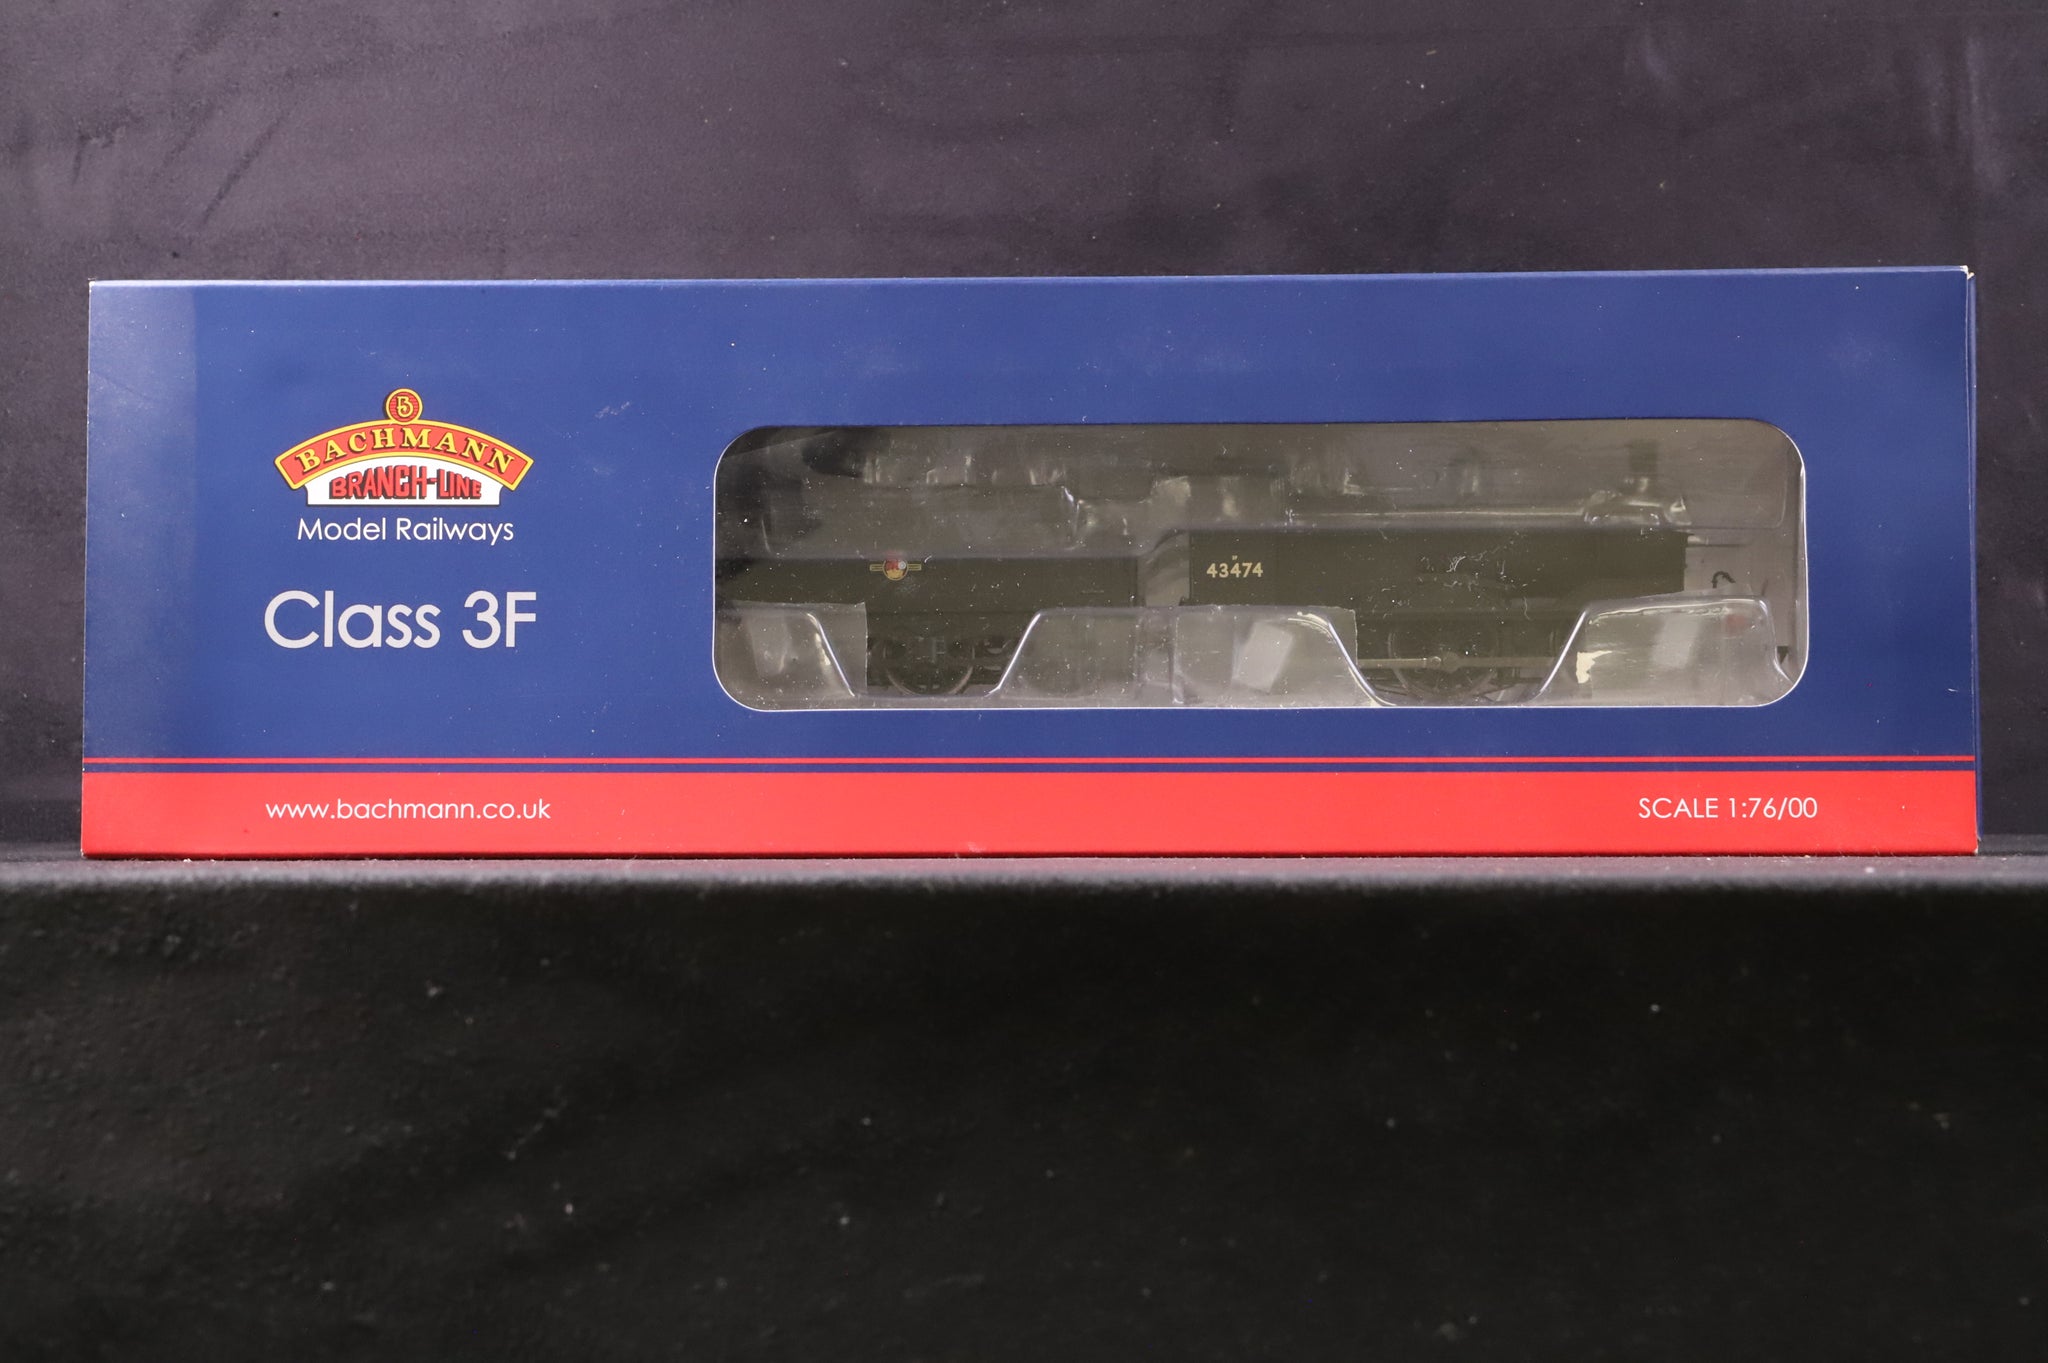 B
BACHMANN
BRANCH-LINE
Model Railways
Class 3F
P
43474
www.bachmann.co.uk
SCALE 1:76/00